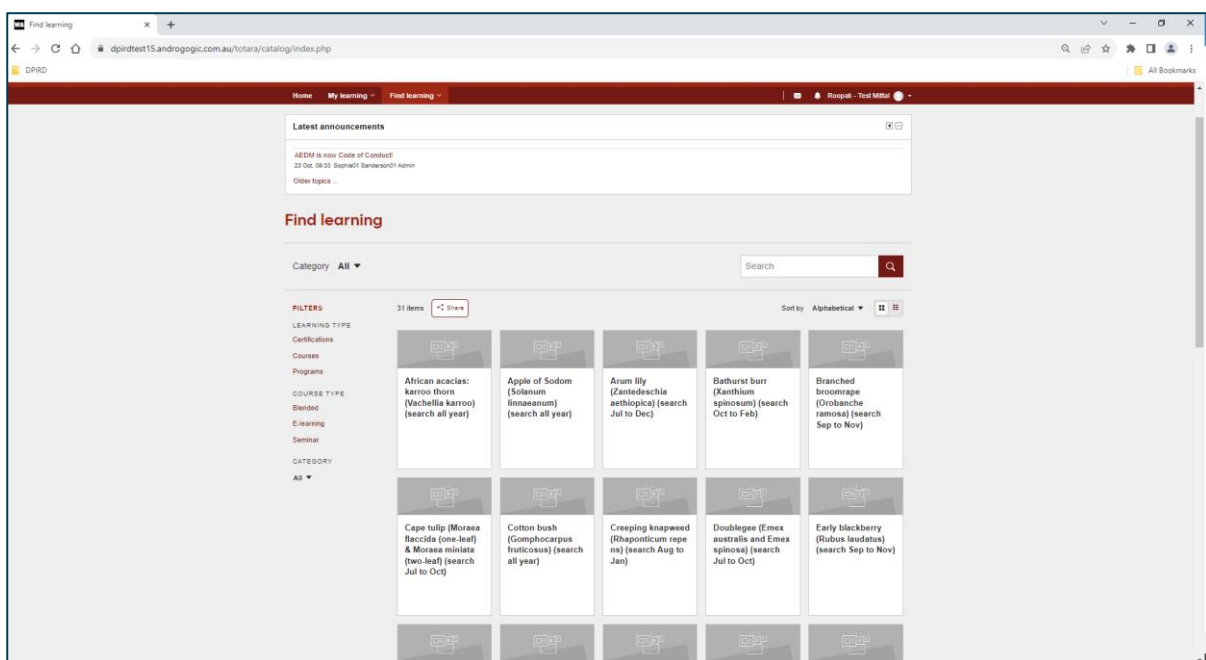 WA Find learning
dpirdtest15.androgogic.com.au/totara/catalog/index.php
DPIRD
All Bookmarks
Home My learning Find learning
Roopak - Test Mittal
Latest announcements
AEDM is now Code of Conduct!
23 Oct, 09:33 Sophie01 Sanderson01 Admin
Older topics ...
Find learning
Category All
Search
FILTERS
LEARNING TYPE
Certifications
Courses
Programs
COURSE TYPE
Blended
E-learning
Seminar
CATEGORY
All
31 items Share
Sort by Alphabetical
African acacias:
karroo thorn
(Vachellia karroo)
(search all year)
Apple of Sodom
(Solanum
linnaeanum)
(search all year)
Arum lily
(Zantedeschia
aethiopica) (search
Jul to Dec)
Bathurst burr
(Xanthium
spinosum) (search
Oct to Feb)
Branched
broomrape
(Orobanche
ramosa) (search
Sep to Nov)
Cape tulip (Moraea
flaccida (one-leaf)
& Moraea miniata
(two-leaf) (search
Jul to Oct)
Cotton bush
(Gomphocarpus
fruticosus) (search
all year)
Creeping knapweed
(Rhaponticum repe
ns) (search Aug to
Jan)
Doublegee (Emex
australis and Emex
spinosa) (search
Jul to Oct)
Early blackberry
(Rubus laudatus)
(search Sep to Nov)